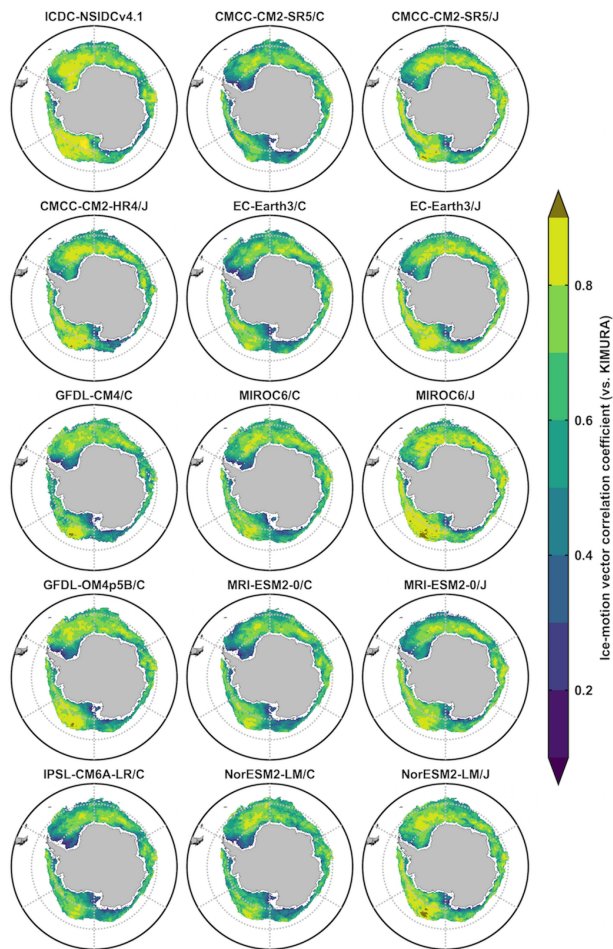 ICDC-NSIDCv4.1 CMCC-CM2-SR5/C CMCC-CM2-SR5/J
CMCC-CM2-HR4/J EC-Earth3/C EC-Earth3/J
GFDL-CM4/C MIROC6/C MIROC6/J
GFDL-OM4p5B/C MRI-ESM2-0/C MRI-ESM2-0/J
IPSL-CM6A-LR/C NorESM2-LM/C NorESM2-LM/J
0.8
0.6
0.4
0.2
Ice-motion vector correlation coefficient (vs. KIMURA)